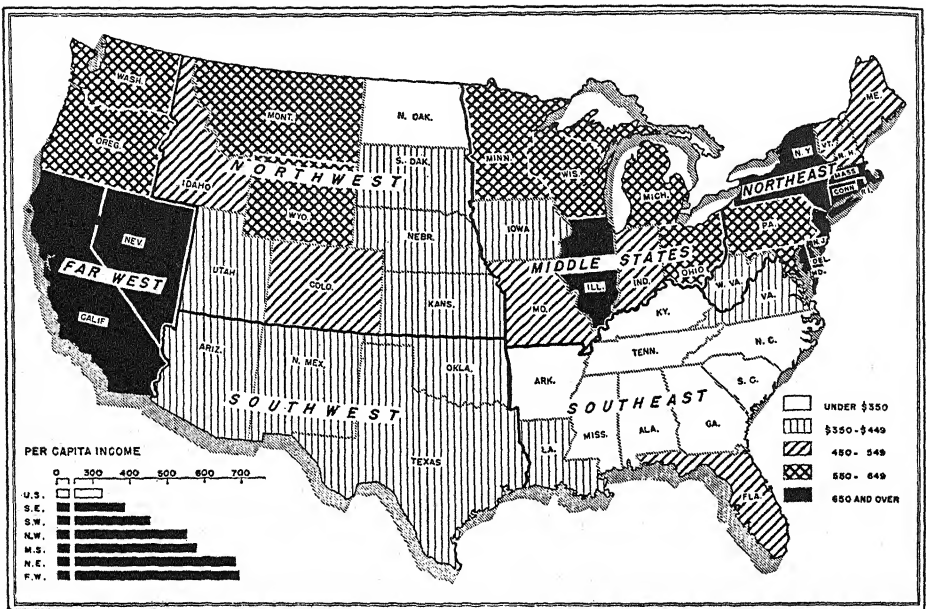 WASH.
MONT.
N. OAK.
MINN.
ME.
OREG.
IDAHO
NORTHWEST
S. OAK.
WIS.
MICH.
N.Y
VT.
N.H
NORTHEAST
MASS
CONN
R.I.
WYO.
NEBR.
IOWA
PA.
N.J.
NEV.
UTAH
MIDDLE STATES
OHIO
DEL.
MD.
FAR WEST
COLO.
KANS.
MO.
ILL.
IND.
W. VA.
VA.
CALIF
KY.
ARIZ.
N. MEX.
OKLA.
ARK.
TENN.
N. C.
SOUTHWEST
SOUTHEAST
S. C.
TEXAS
LA.
MISS.
ALA.
GA.
FLA.
UNDER $350
$350-$449
450 - 549
550 - 649
650 AND OVER
PER CAPITA INCOME
0 300 400 500 600 700
U.S.
S.E.
S.W.
N.W.
M.S.
N.E.
F.W.